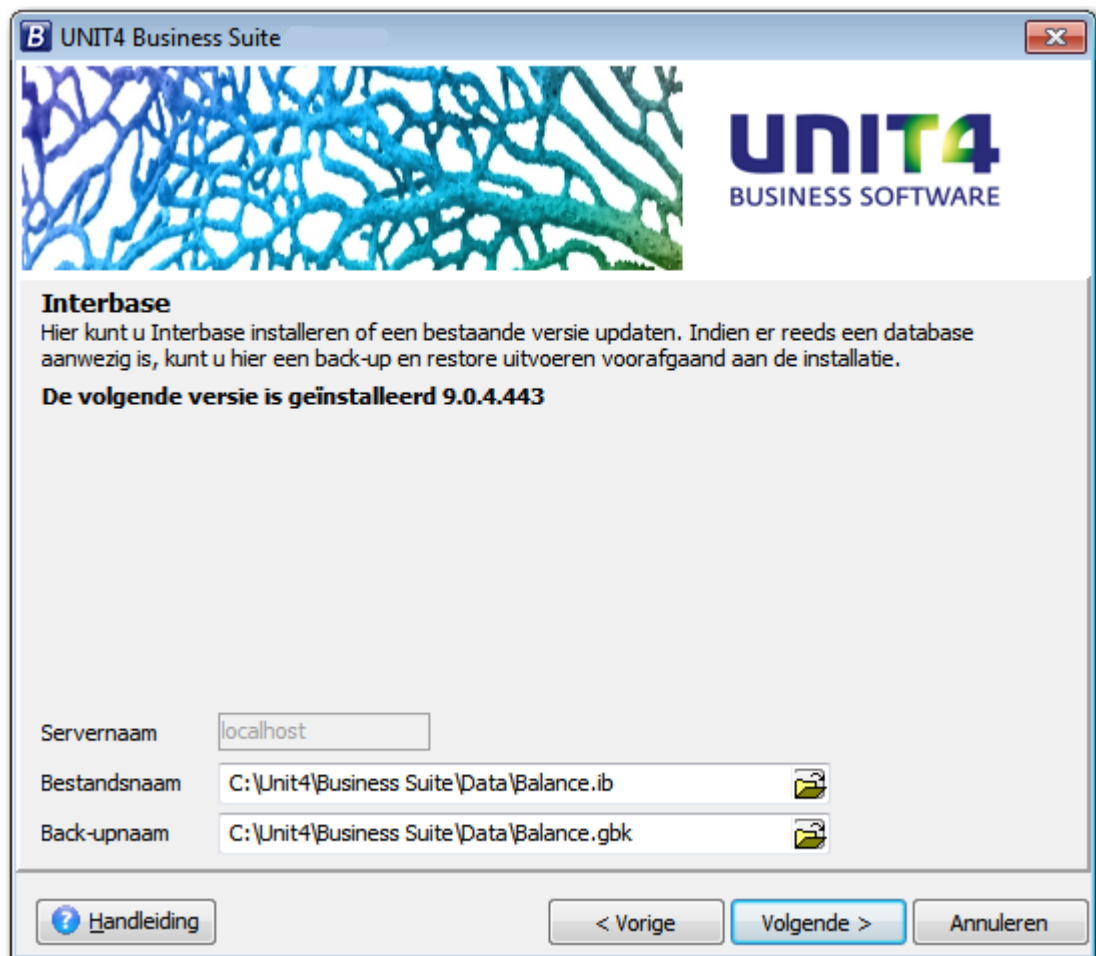 B UNIT4 Business Suite
UNIT4
BUSINESS SOFTWARE
Interbase
Hier kunt u Interbase installeren of een bestaande versie updaten. Indien er reeds een database
aanwezig is, kunt u hier een back-up en restore uitvoeren voorafgaand aan de installatie.
De volgende versie is geïnstalleerd 9.0.4.443
Servernaam localhost
Bestandsnaam C:\Unit4\Business Suite\Data\Balance.ib
Back-upnaam C:\Unit4\Business Suite\Data\Balance.gbk
? Handleiding < Vorige Volgende > Annuleren